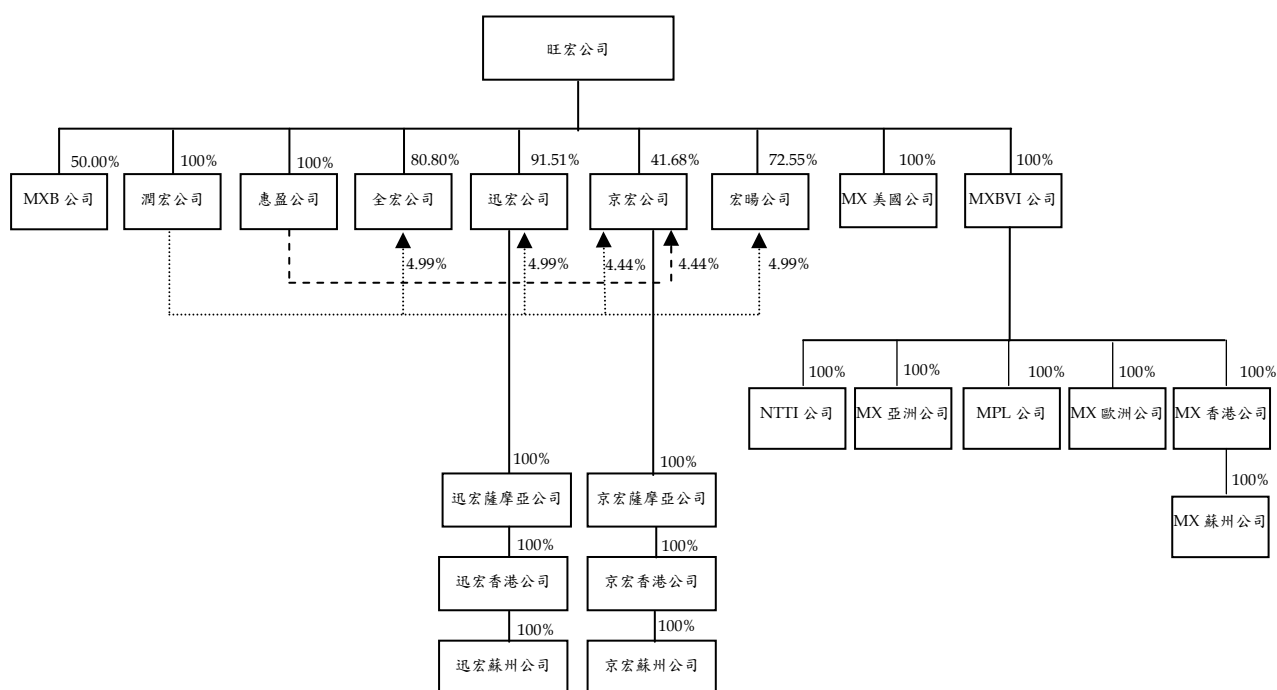 旺宏公司
50.00%
100%
100%
80.80%
91.51%
41.68%
72.55%
100%
100%
MXB 公司
潤宏公司
惠盈公司
全宏公司
迅宏公司
京宏公司
宏暘公司
MX 美國公司
MXBVI 公司
4.99%
4.99%
4.44%
4.44%
4.99%
100%
100%
100%
100%
100%
NTTI 公司
MX 亞洲公司
MPL 公司
MX 歐洲公司
MX 香港公司
100%
100%
100%
迅宏薩摩亞公司
京宏薩摩亞公司
MX 蘇州公司
100%
100%
迅宏香港公司
京宏香港公司
100%
100%
迅宏蘇州公司
京宏蘇州公司